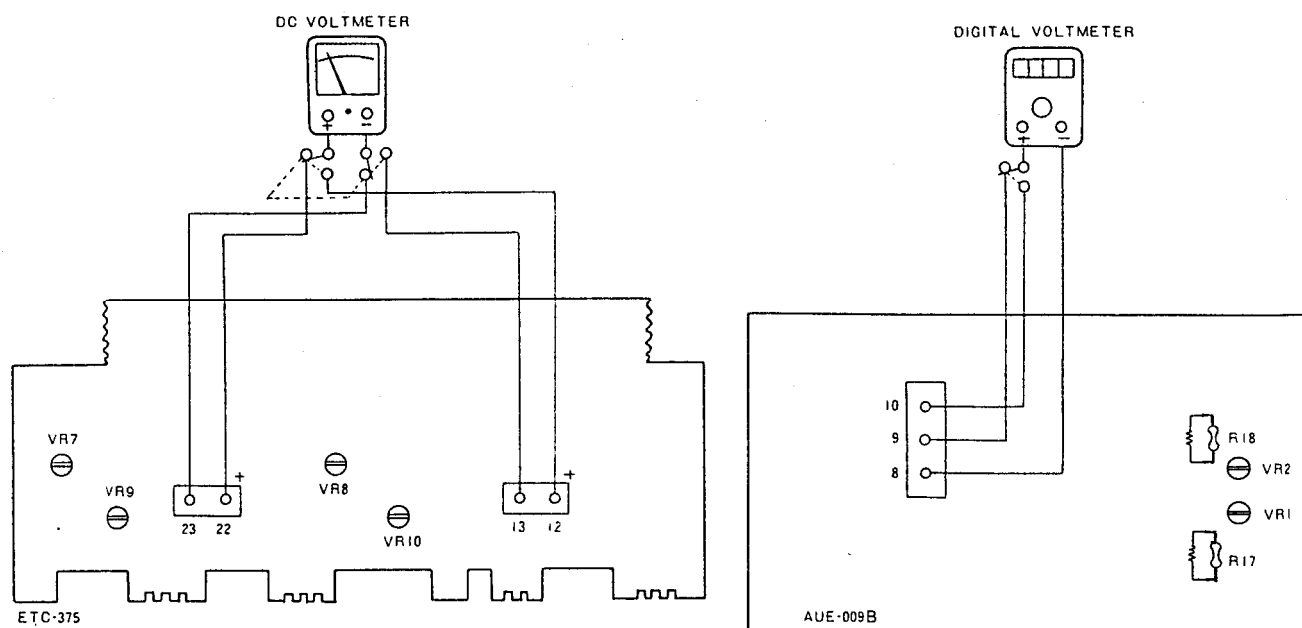 DC VOLTMETER
+ −
VR7
VR9
23 22
+
VR8
VR10
13 12
+
ETC-375
DIGITAL VOLTMETER
+ −
10
9
8
R18
VR2
VR1
R17
AUE-009B